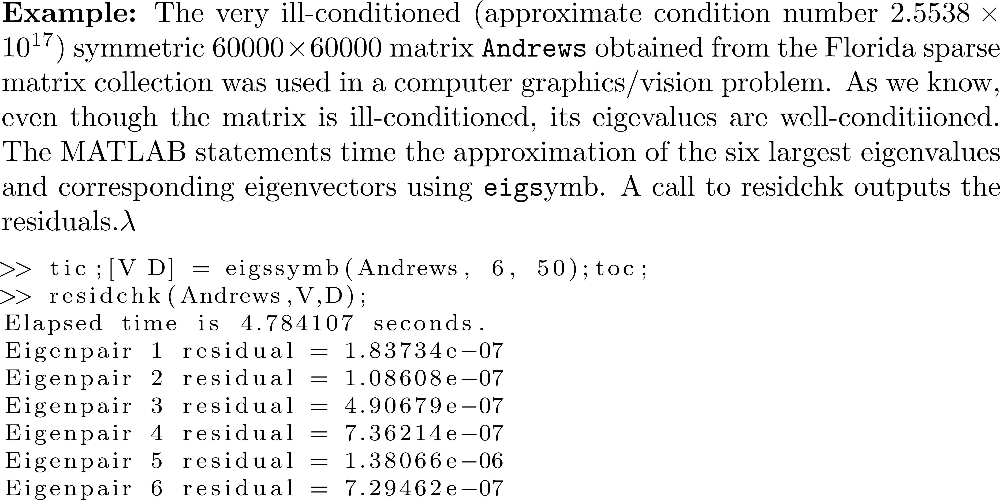 Example: The very ill-conditioned (approximate condition number 2.5538 ×
10^17) symmetric 60000×60000 matrix Andrews obtained from the Florida sparse
matrix collection was used in a computer graphics/vision problem. As we know,
even though the matrix is ill-conditioned, its eigevalues are well-conditiioned.
The MATLAB statements time the approximation of the six largest eigenvalues
and corresponding eigenvectors using eigsymb. A call to residchk outputs the
residuals.λ
>> tic;[V D] = eigssymb(Andrews, 6, 50);toc;
>> residchk(Andrews,V,D);
Elapsed time is 4.784107 seconds.
Eigenpair 1 residual = 1.83734e−07
Eigenpair 2 residual = 1.08608e−07
Eigenpair 3 residual = 4.90679e−07
Eigenpair 4 residual = 7.36214e−07
Eigenpair 5 residual = 1.38066e−06
Eigenpair 6 residual = 7.29462e−07